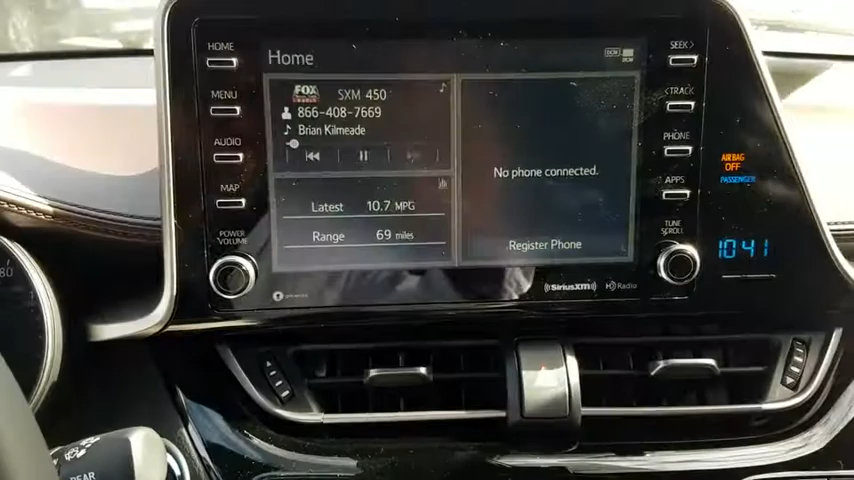 HOME
MENU
AUDIO
MAP
POWER
VOLUME
Home
DCM
FOX
SXM 450
866-408-7669
Brian Kilmeade
Latest 10.7 MPG
Range 69 miles
No phone connected.
Register Phone
SEEK
TRACK
PHONE
APPS
TUNE
SCROLL
SiriusXM
HD Radio
AIRBAG
OFF
PASSENGER
10:41
80
REAR